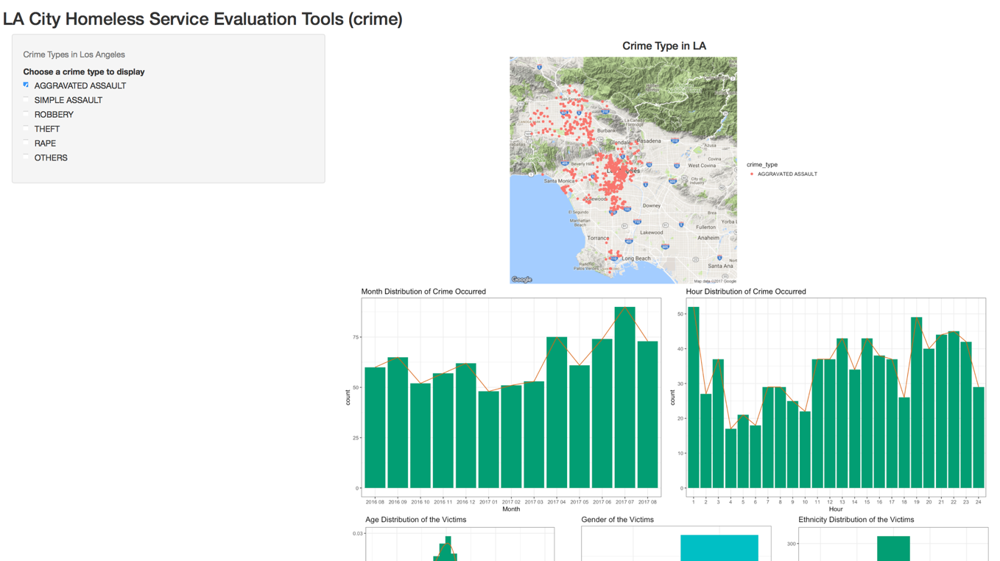 LA City Homeless Service Evaluation Tools (crime)
Crime Types in Los Angeles
Choose a crime type to display
AGGRAVATED ASSAULT
SIMPLE ASSAULT
ROBBERY
THEFT
RAPE
OTHERS
Crime Type in LA
Burbank
Glendale
Pasadena
Azusa
Covina
West Covina
Beverly Hills
City of
Industry
Santa Monica
Downey
El Segundo
Manhattan
Beach
Brea
Yorba L
Fullerton
Lakewood
Torrance
Anaheim
Long Beach
Rancho
Palos Verdes
Santa Ana
Google
Map data ©2017 Google
crime_type
AGGRAVATED ASSAULT
Month Distribution of Crime Occurred
count
75
50
25
0
2016 08 2016 09 2016 10 2016 11 2016 12 2017 01 2017 02 2017 03 2017 04 2017 05 2017 06 2017 07 2017 08
Month
Hour Distribution of Crime Occurred
count
50
40
30
20
10
0
1 2 3 4 5 6 7 8 9 10 11 12 13 14 15 16 17 18 19 20 21 22 23 24
Hour
Age Distribution of the Victims
0.03
Gender of the Victims
Ethnicity Distribution of the Victims
300